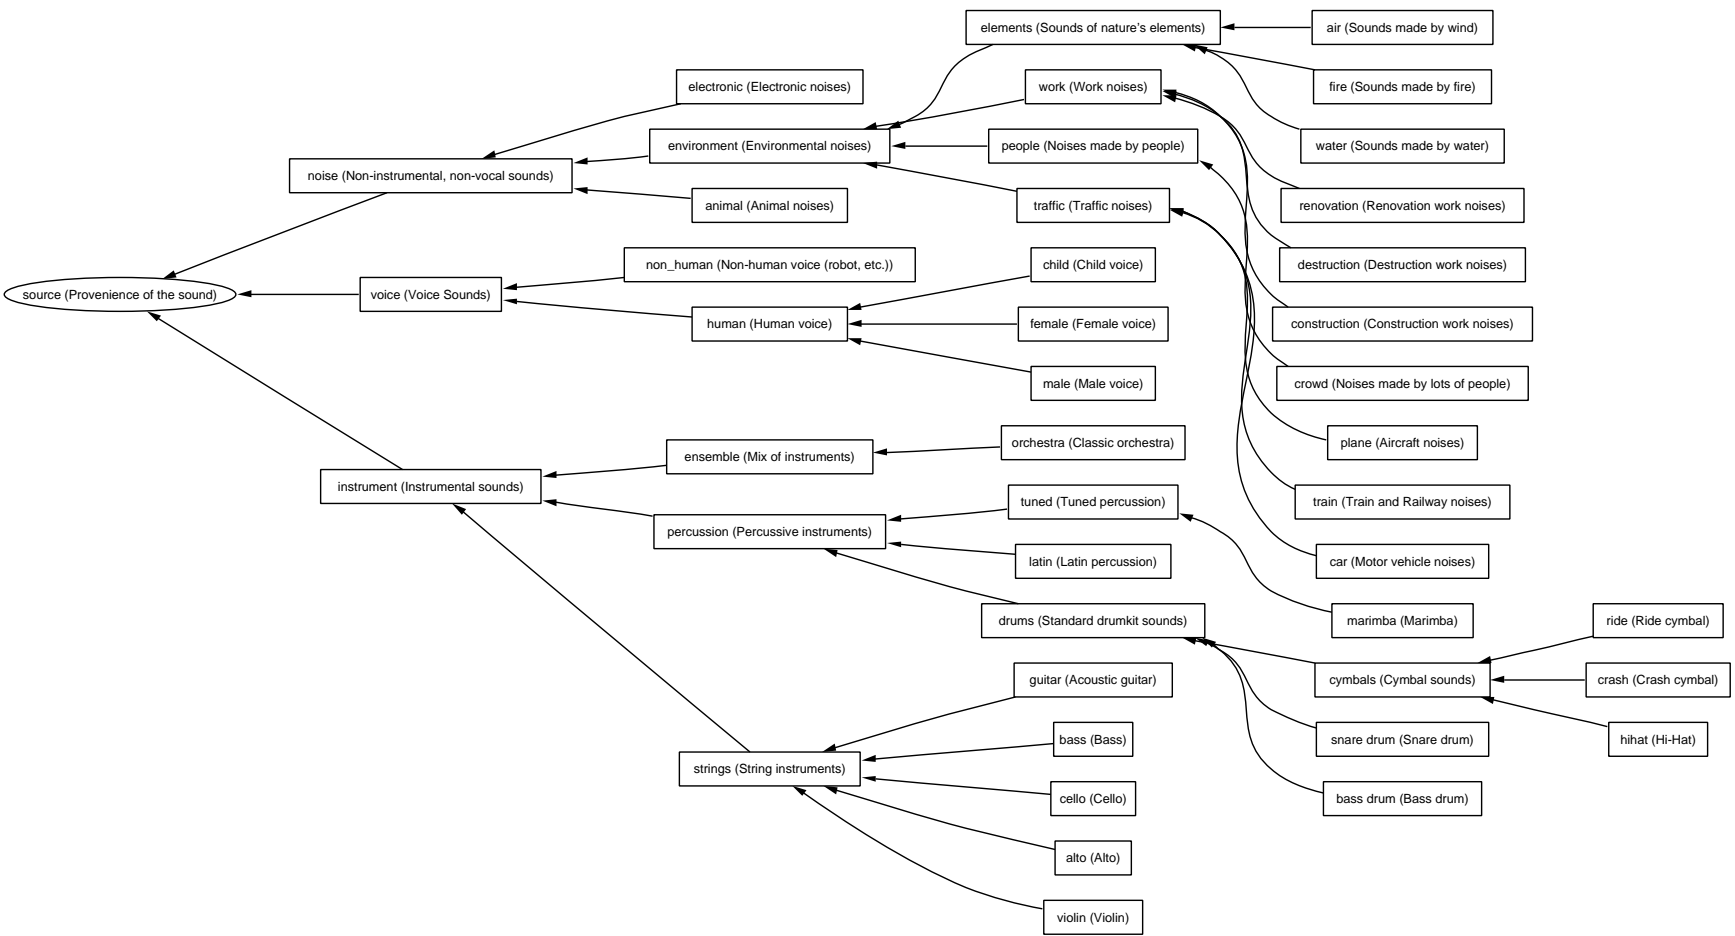 elements (Sounds of nature's elements)
air (Sounds made by wind)
electronic (Electronic noises)
work (Work noises)
fire (Sounds made by fire)
environment (Environmental noises)
people (Noises made by people)
water (Sounds made by water)
noise (Non-instrumental, non-vocal sounds)
animal (Animal noises)
traffic (Traffic noises)
renovation (Renovation work noises)
non_human (Non-human voice (robot, etc.))
child (Child voice)
destruction (Destruction work noises)
source (Provenience of the sound)
voice (Voice Sounds)
human (Human voice)
female (Female voice)
construction (Construction work noises)
male (Male voice)
crowd (Noises made by lots of people)
orchestra (Classic orchestra)
plane (Aircraft noises)
ensemble (Mix of instruments)
instrument (Instrumental sounds)
tuned (Tuned percussion)
train (Train and Railway noises)
percussion (Percussive instruments)
latin (Latin percussion)
car (Motor vehicle noises)
drums (Standard drumkit sounds)
marimba (Marimba)
ride (Ride cymbal)
guitar (Acoustic guitar)
cymbals (Cymbal sounds)
crash (Crash cymbal)
bass (Bass)
snare drum (Snare drum)
hihat (Hi-Hat)
strings (String instruments)
cello (Cello)
bass drum (Bass drum)
alto (Alto)
violin (Violin)